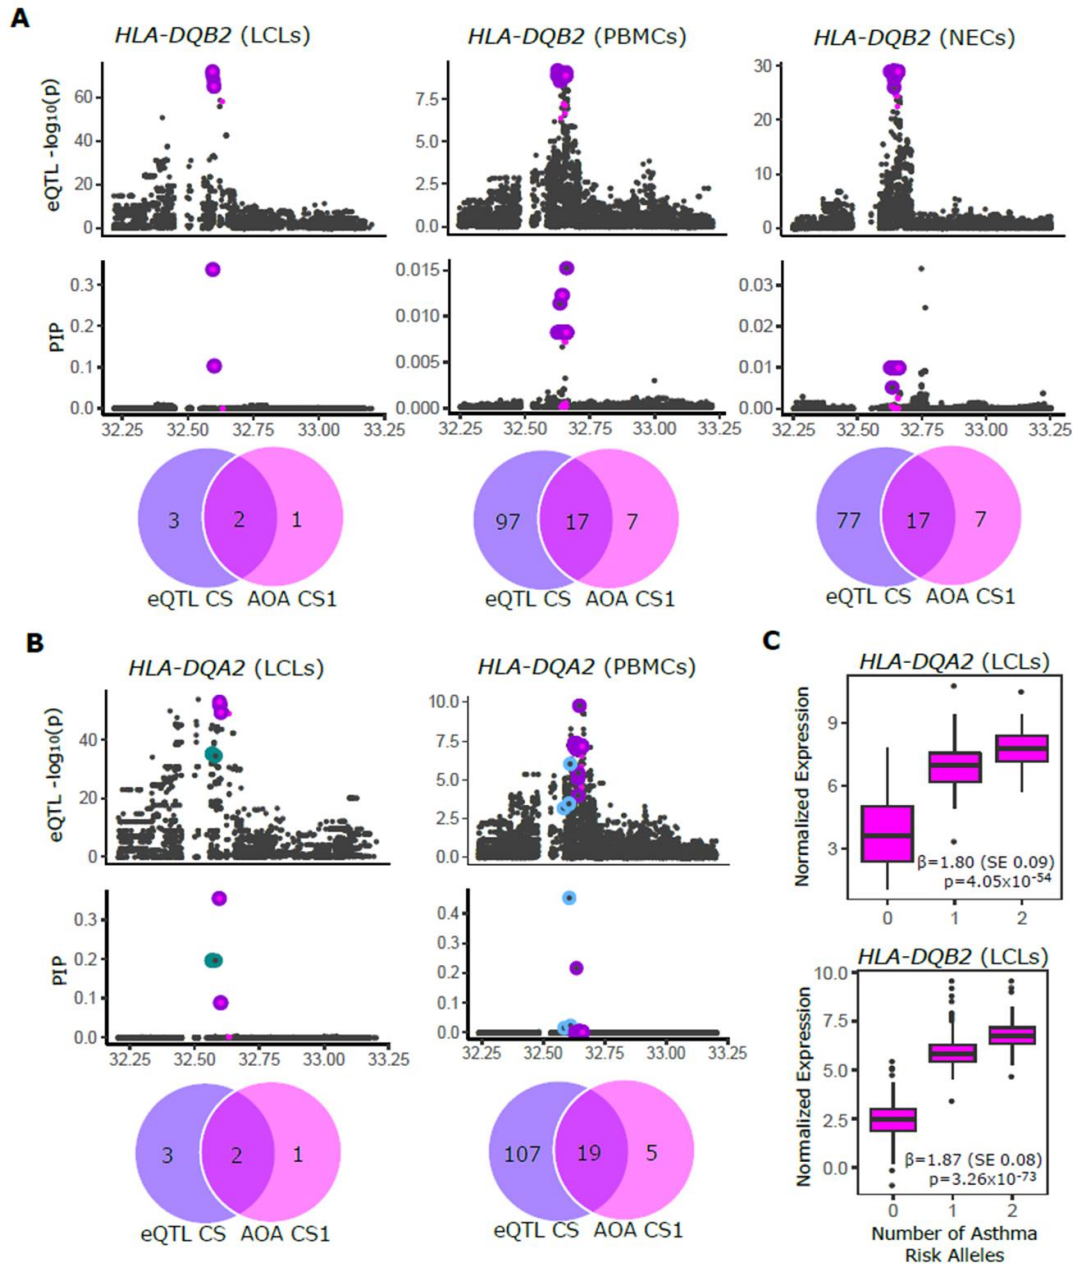 A
HLA-DQB2 (LCLs)
HLA-DQB2 (PBMCs)
HLA-DQB2 (NECs)
eQTL -log10(p)
60
40
20
0
7.5
5.0
2.5
0.0
30
20
10
0
PIP
0.3
0.2
0.1
0.0
32.25 32.50 32.75 33.00 33.25
0.015
0.010
0.005
0.000
32.25 32.50 32.75 33.00 33.25
0.03
0.02
0.01
0.00
32.25 32.50 32.75 33.00 33.25
3 2 1
eQTL CS AOA CS1
97 17 7
eQTL CS AOA CS1
77 17 7
eQTL CS AOA CS1
B
HLA-DQA2 (LCLs)
HLA-DQA2 (PBMCs)
eQTL -log10(p)
40
20
0
10.0
7.5
5.0
2.5
0.0
PIP
0.3
0.2
0.1
0.0
32.25 32.50 32.75 33.00 33.25
0.4
0.3
0.2
0.1
0.0
32.25 32.50 32.75 33.00 33.25
3 2 1
eQTL CS AOA CS1
107 19 5
eQTL CS AOA CS1
C
HLA-DQA2 (LCLs)
Normalized Expression
9
6
3
β=1.80 (SE 0.09)
p=4.05x10-54
0 1 2
HLA-DQB2 (LCLs)
Normalized Expression
10.0
7.5
5.0
2.5
0.0
β=1.87 (SE 0.08)
p=3.26x10-73
0 1 2
Number of Asthma
Risk Alleles